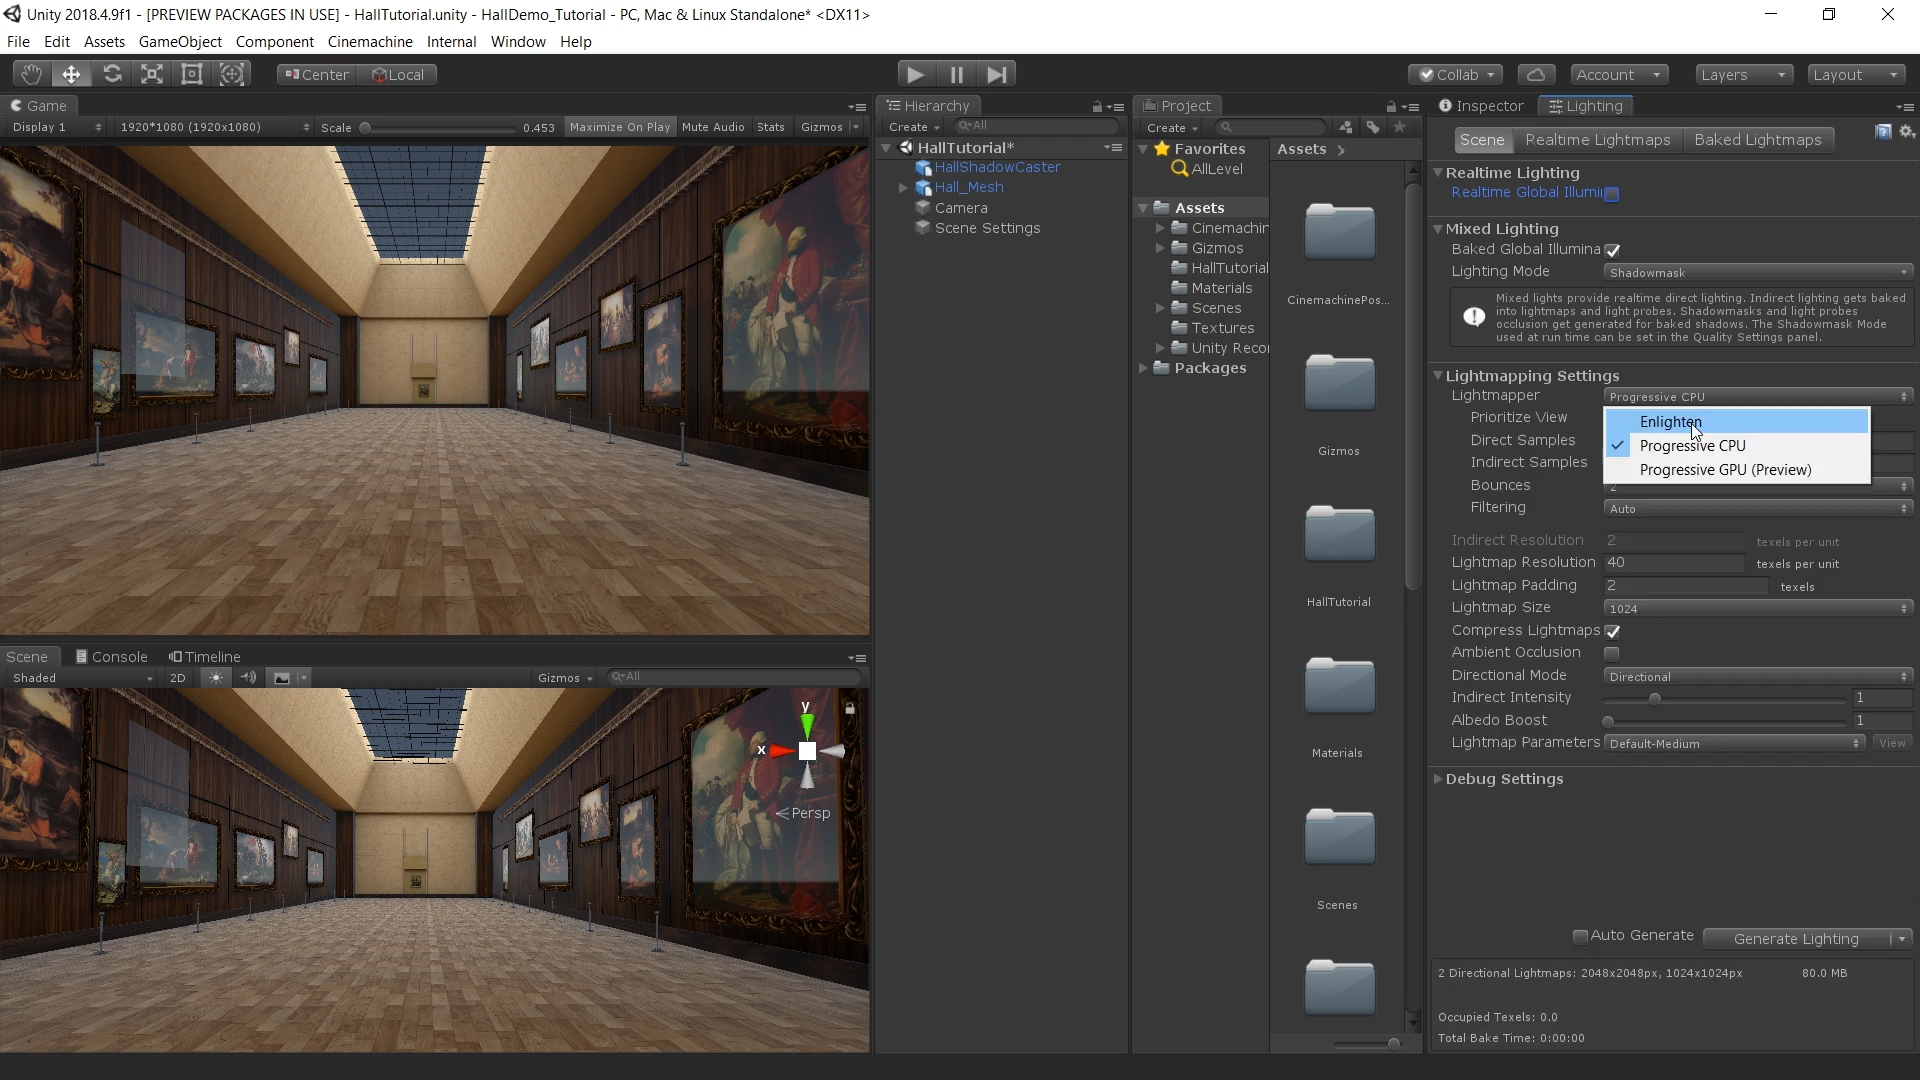 Unity 2018.4.9f1 - [PREVIEW PACKAGES IN USE] - HallTutorial.unity - HallDemo_Tutorial - PC, Mac & Linux Standalone* <DX11>
File Edit Assets GameObject Component Cinemachine Internal Window Help
Center Local Collab Account Layers Layout
Game
Display 1 1920*1080 (1920x1080) Scale 0.453 Maximize On Play Mute Audio Stats Gizmos
Scene Console Timeline
Shaded 2D Gizmos All
y
x
Persp
Hierarchy
Create All
HallTutorial*
HallShadowCaster
Hall_Mesh
Camera
Scene Settings
Project
Create
Favorites
AllLevel
Assets
Cinemachin
Gizmos
HallTutorial
Materials
Scenes
Textures
Unity Reco
Packages
Assets
CinemachinePos...
Gizmos
HallTutorial
Materials
Scenes
Inspector Lighting
Scene Realtime Lightmaps Baked Lightmaps
Realtime Lighting
Realtime Global Illumi
Mixed Lighting
Baked Global Illumina
Lighting Mode Shadowmask
Mixed lights provide realtime direct lighting. Indirect lighting gets baked
into lightmaps and light probes. Shadowmasks and light probes
occlusion get generated for baked shadows. The Shadowmask Mode
used at run time can be set in the Quality Settings panel.
Lightmapping Settings
Lightmapper Progressive CPU
Enlighten
Progressive CPU
Progressive GPU (Preview)
Prioritize View
Direct Samples
Indirect Samples
Bounces 2
Filtering Auto
Indirect Resolution 2 texels per unit
Lightmap Resolution 40 texels per unit
Lightmap Padding 2 texels
Lightmap Size 1024
Compress Lightmaps
Ambient Occlusion
Directional Mode Directional
Indirect Intensity 1
Albedo Boost 1
Lightmap Parameters Default-Medium View
Debug Settings
Auto Generate Generate Lighting
2 Directional Lightmaps: 2048x2048px, 1024x1024px 80.0 MB
Occupied Texels: 0.0
Total Bake Time: 0:00:00